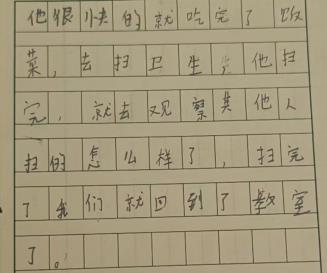 他很快的就吃完了饭
菜，去扫卫生，他扫
完，就去观察其他人
扫的怎么样了，扫完
了我们就回到了教室
了。